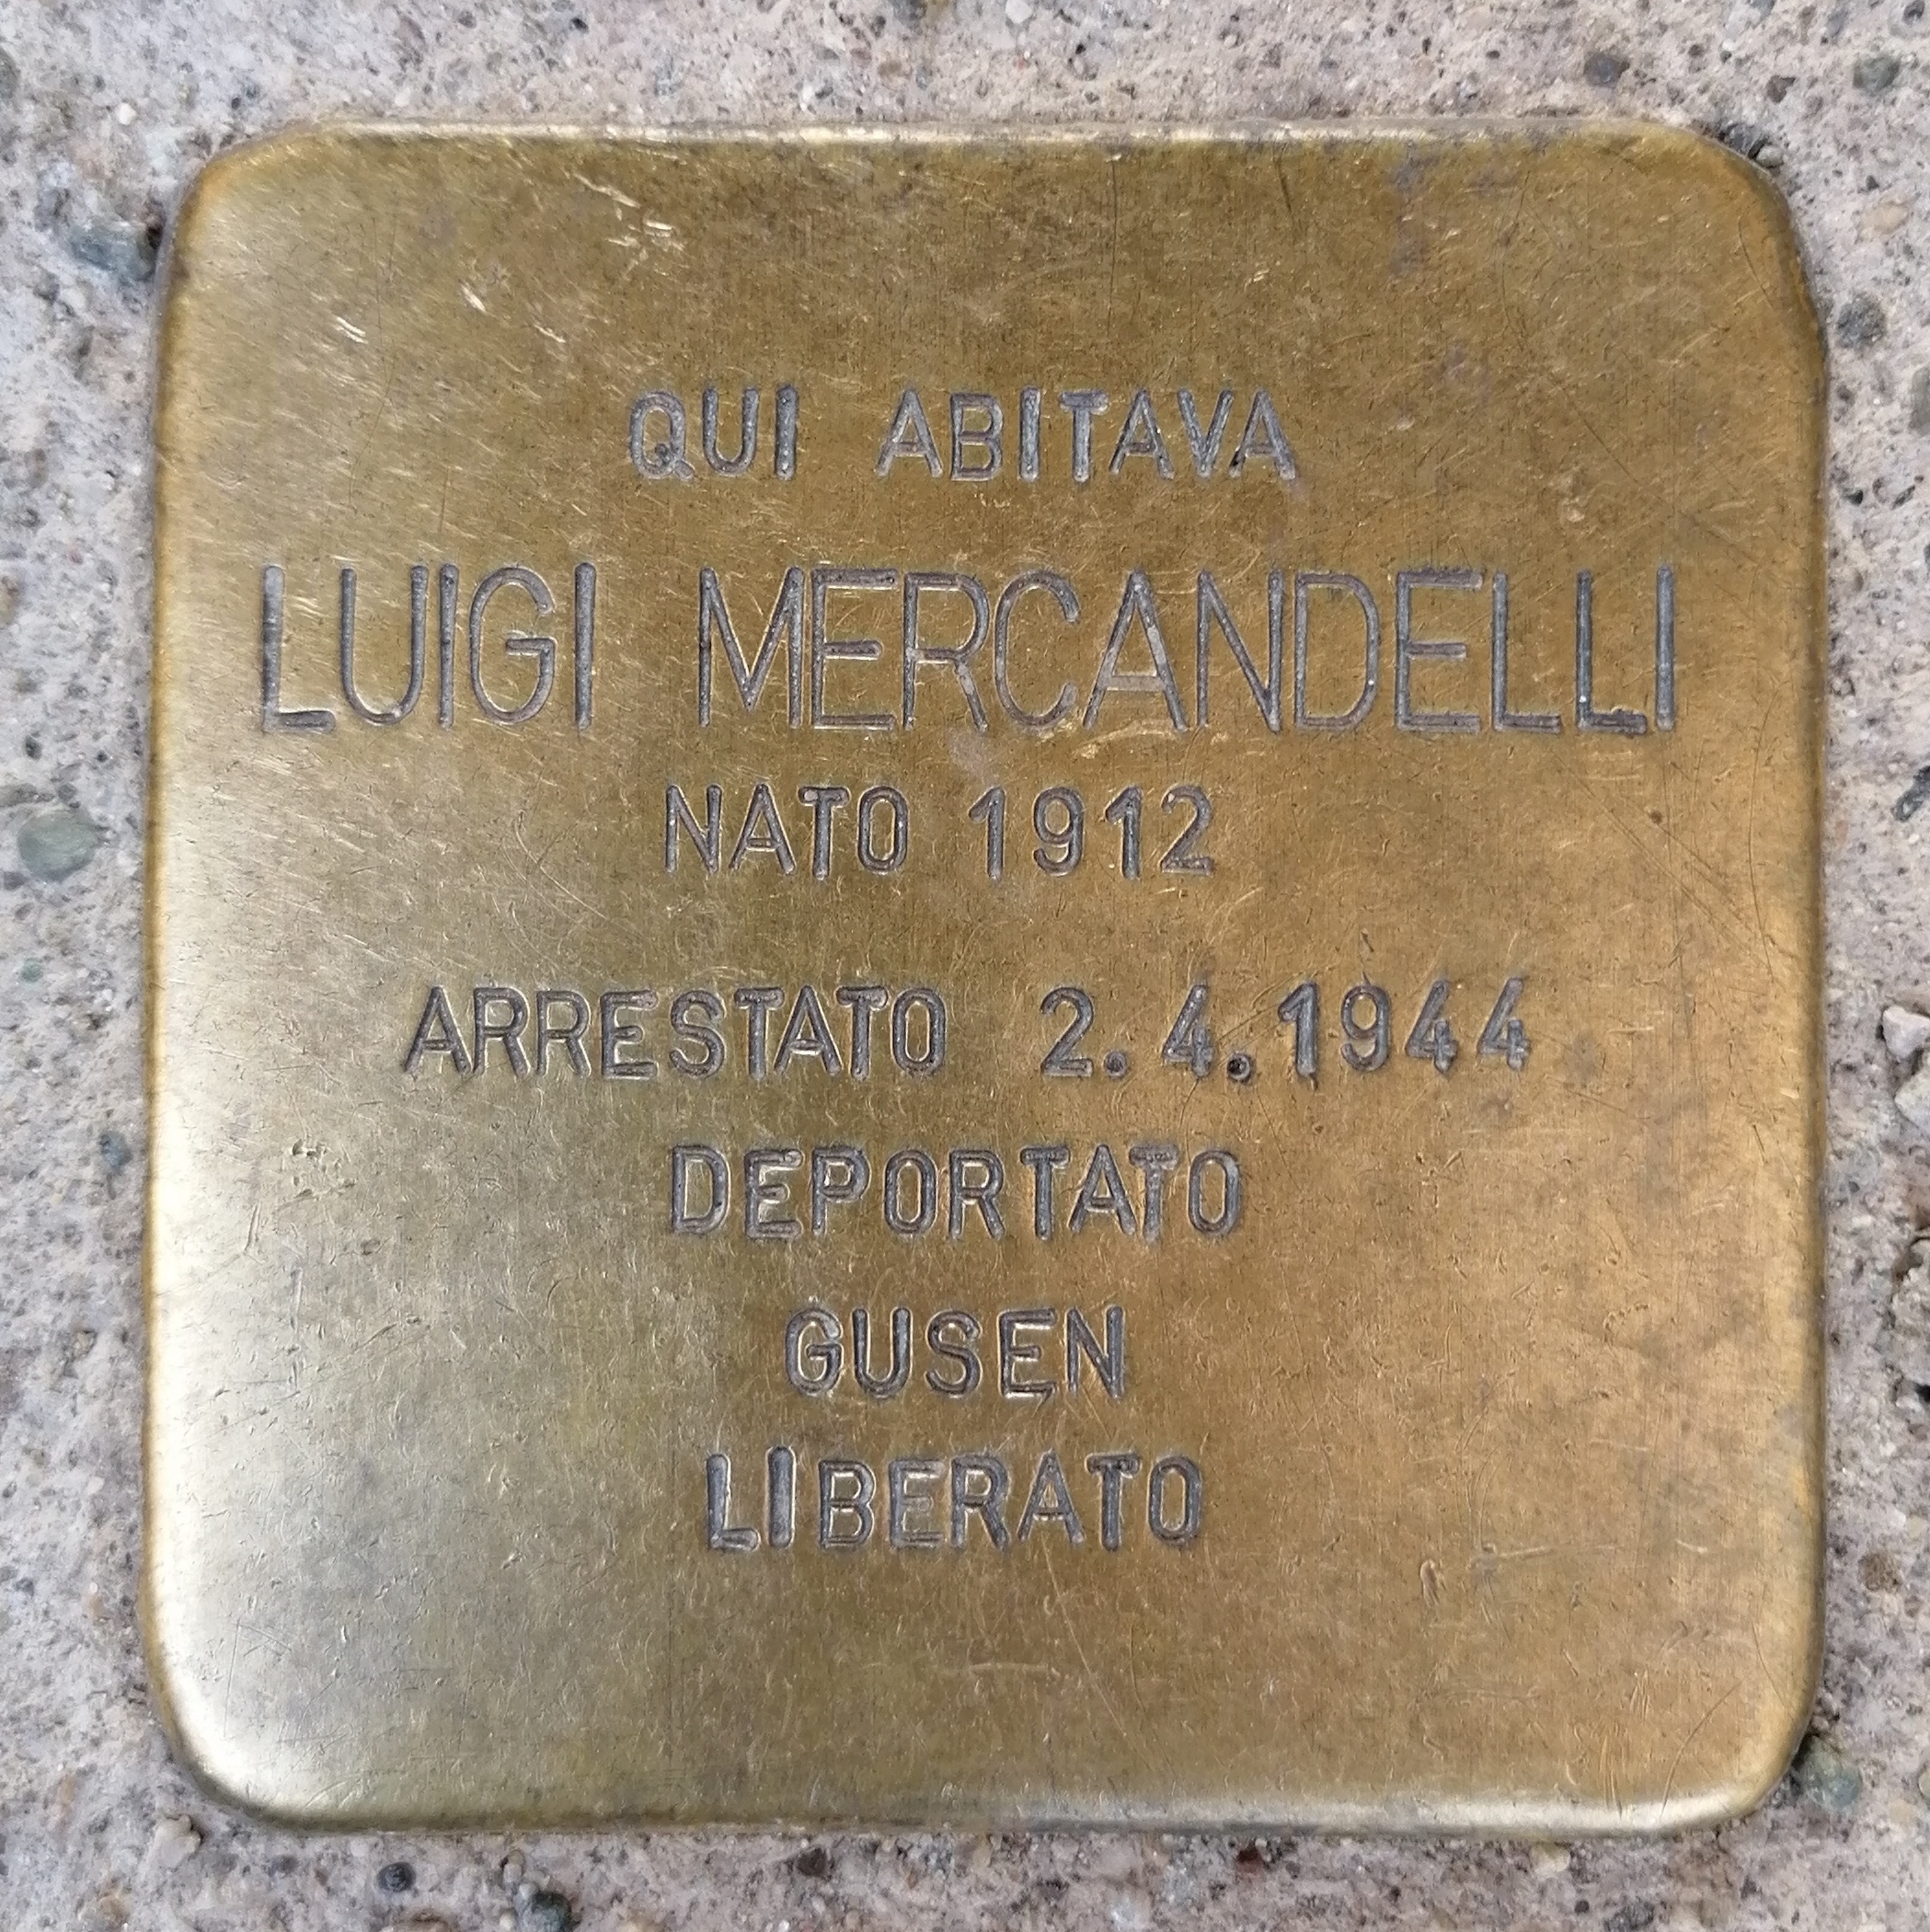 QUI ABITAVA
LUIGI MERCANDELLI
NATO 1912
ARRESTATO 2.4.1944
DEPORTATO
GUSEN
LIBERATO